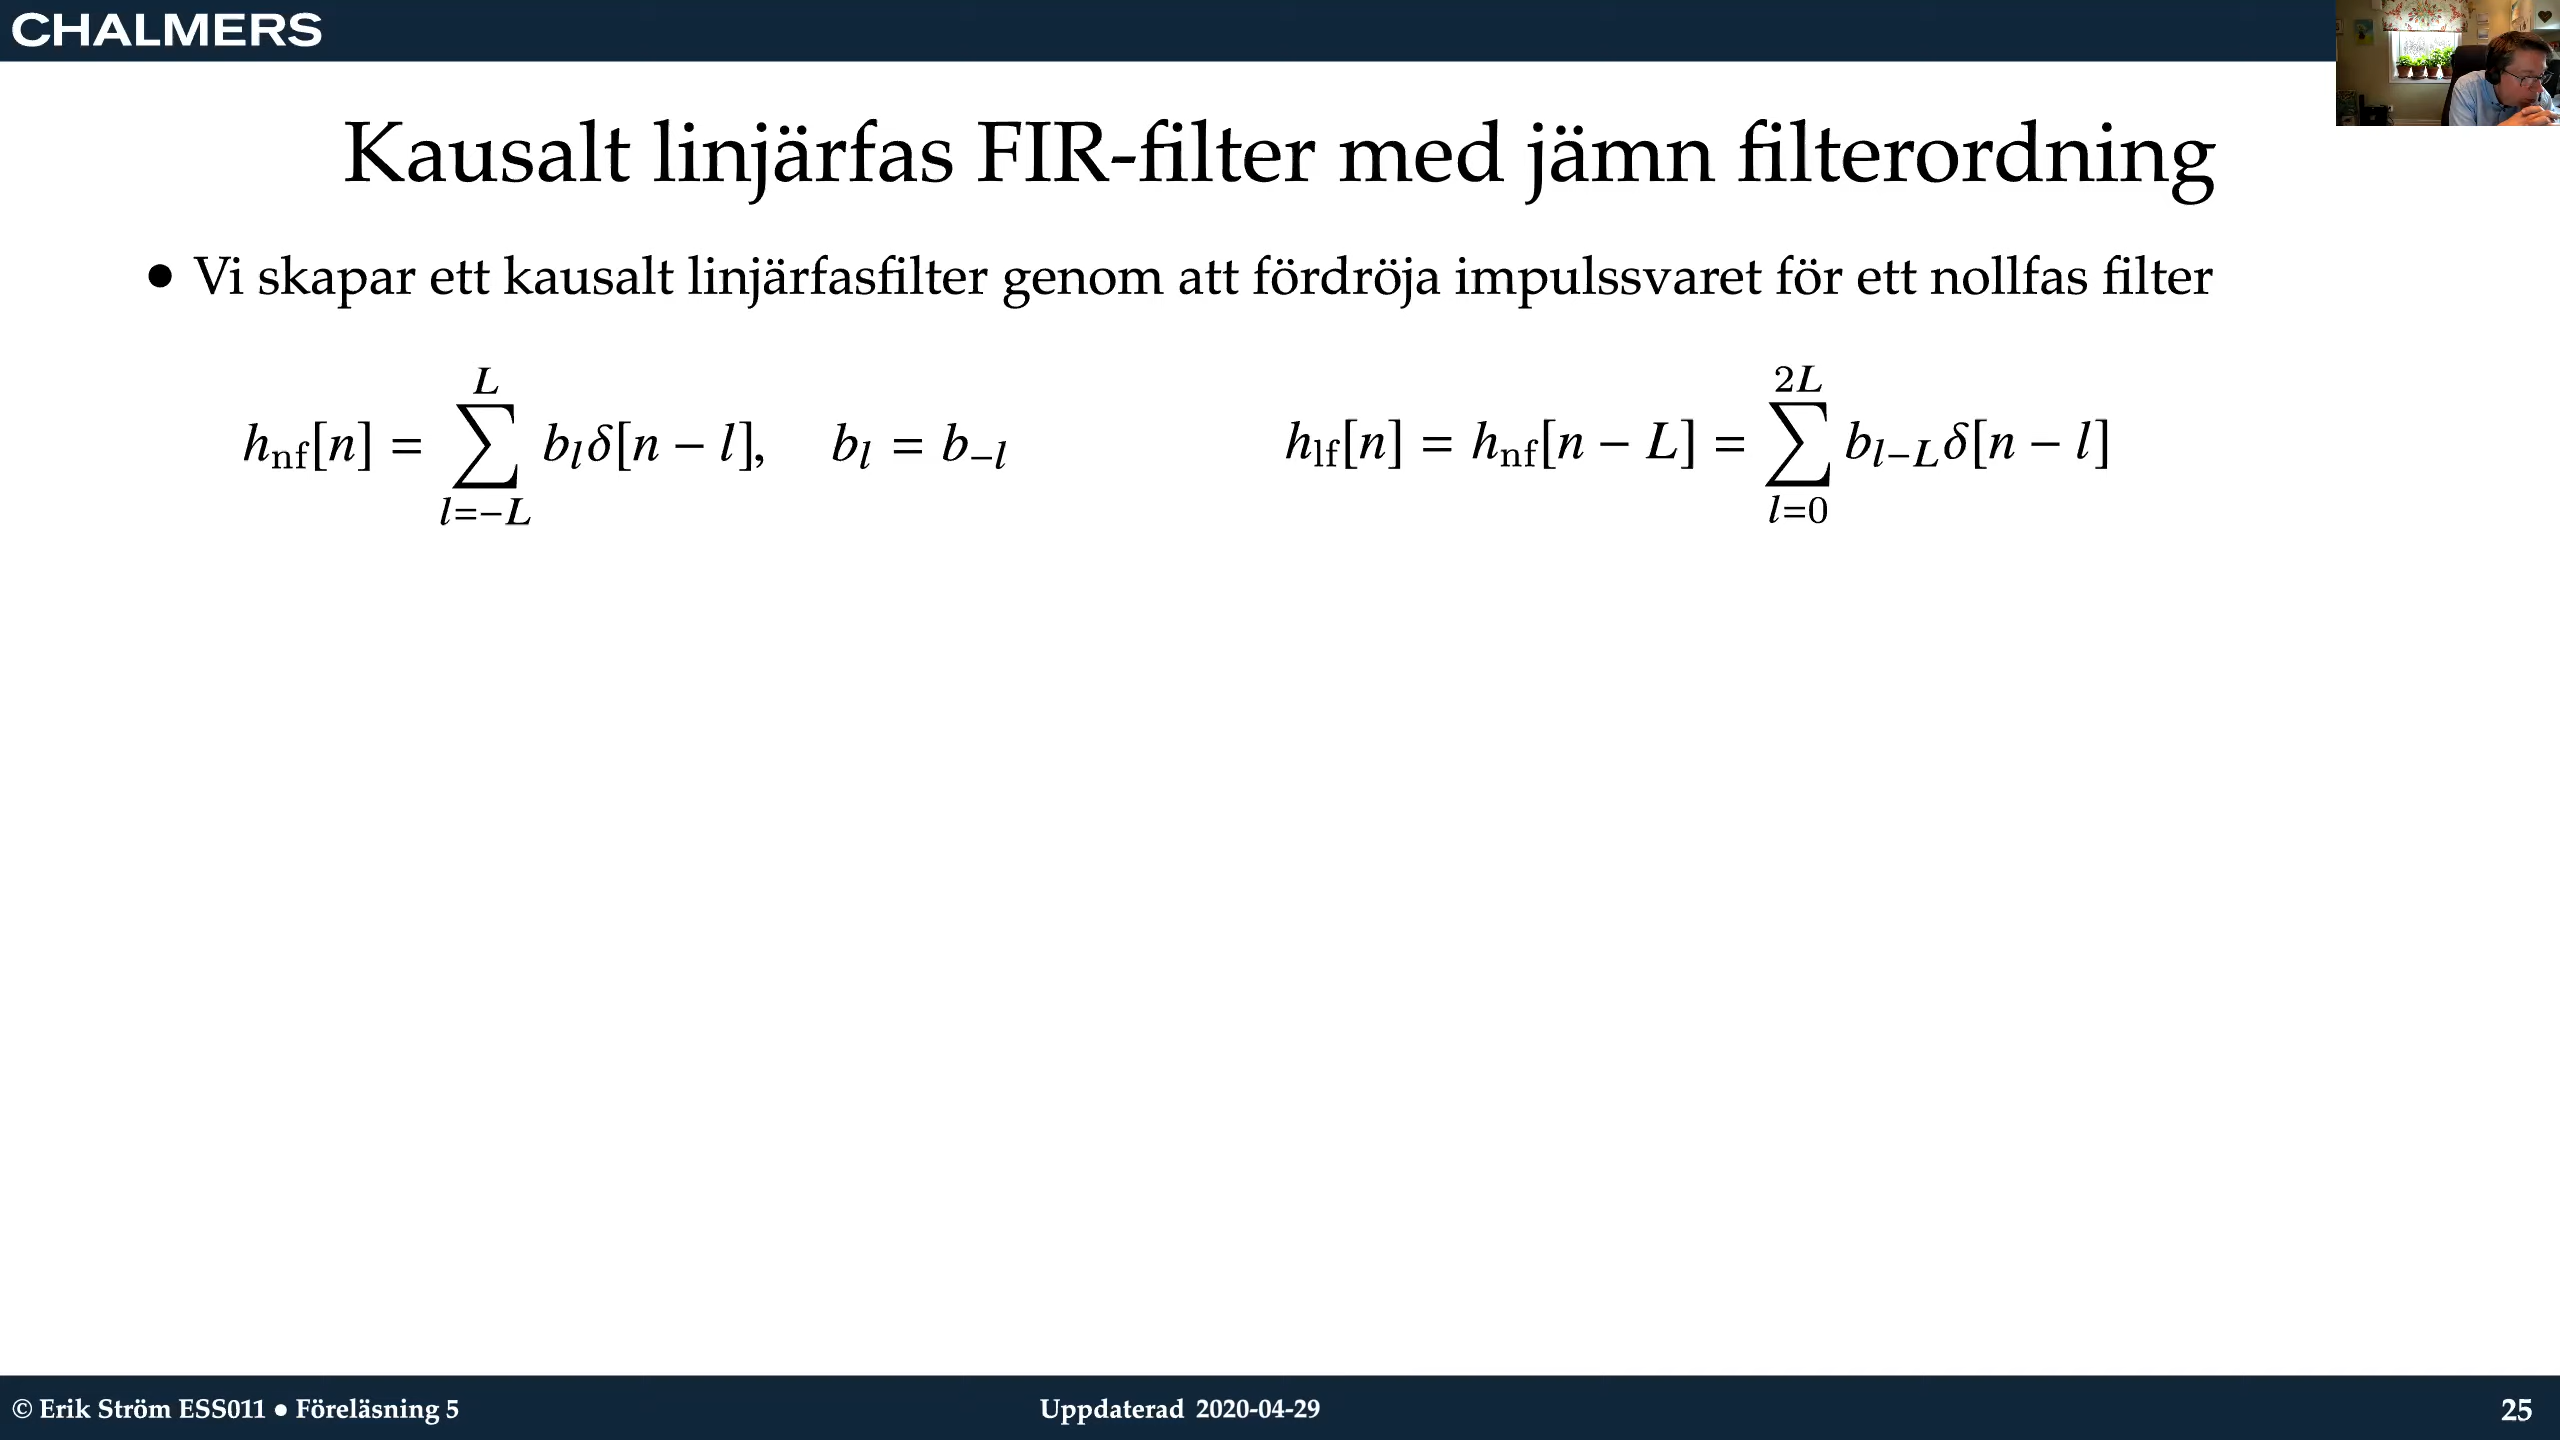 CHALMERS
Kausalt linjärfas FIR-filter med jämn filterordning
• Vi skapar ett kausalt linjärfasfilter genom att fördröja impulssvaret för ett nollfas filter
h_nf[n] = ∑_{l=−L}^{L} b_l δ[n − l],   b_l = b_{−l}
h_lf[n] = h_nf[n − L] = ∑_{l=0}^{2L} b_{l−L} δ[n − l]
© Erik Ström ESS011 • Föreläsning 5
Uppdaterad 2020-04-29
25